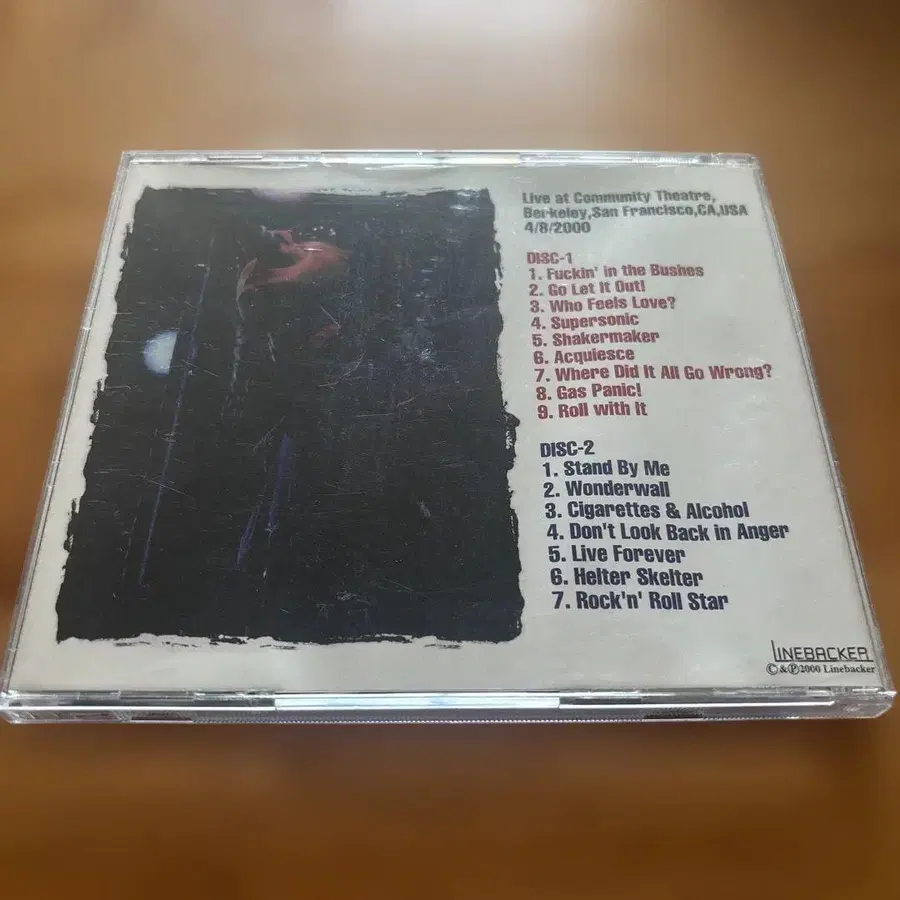 Live at Community Theatre,
Berkeley,San Francisco,CA,USA
4/8/2000
DISC-1
1. Fuckin' in the Bushes
2. Go Let It Out!
3. Who Feels Love?
4. Supersonic
5. Shakermaker
6. Acquiesce
7. Where Did It All Go Wrong?
8. Gas Panic!
9. Roll with It
DISC-2
1. Stand By Me
2. Wonderwall
3. Cigarettes & Alcohol
4. Don't Look Back in Anger
5. Live Forever
6. Helter Skelter
7. Rock'n' Roll Star
LINEBACKER
©&℗2000 Linebacker